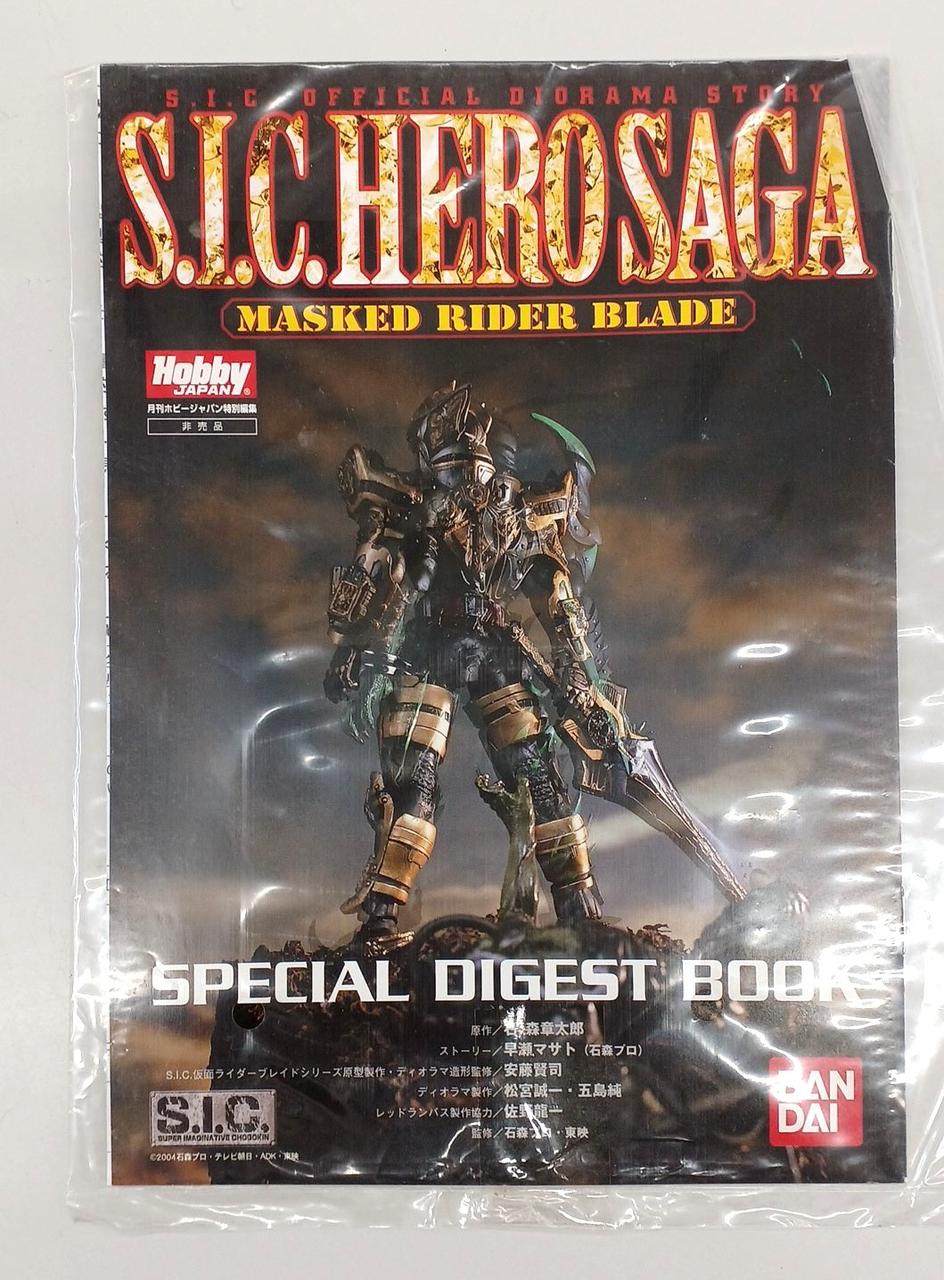 S.I.C. OFFICIAL DIORAMA STORY
S.I.C. HERO SAGA
MASKED RIDER BLADE
Hobby
JAPAN®
月刊ホビージャパン特別編集
非売品
SPECIAL DIGEST BOOK
原作／石ノ森章太郎
ストーリー／早瀬マサト（石森プロ）
S.I.C.仮面ライダーブレイドシリーズ原型製作・ディオラマ造形監修／安藤賢司
ディオラマ製作／松宮誠一・五島純
レッドランバス製作協力／佐野龍一
監修／石森プロ・東映
S.I.C.
SUPER IMAGINATIVE CHOGOKIN
©2004石森プロ・テレビ朝日・ADK・東映
BAN
DAI